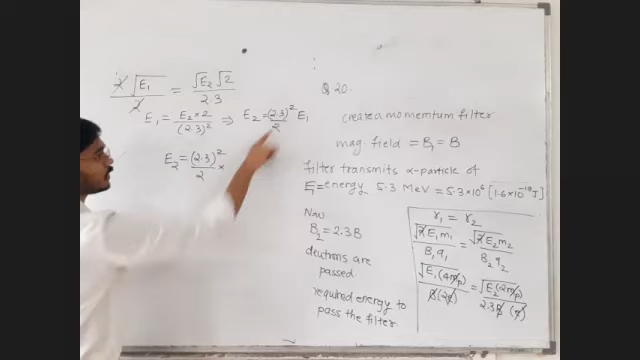 2√E₁ / 2 = √E₂ √2 / 2.3
E₁ = E₂ × 2 / (2.3)² ⇒ E₂ = (2.3)² / 2 E₁
E₂ = (2.3)² / 2 ×
Q 20.
create a momentum filter
mag. field = B₁ = B
filter transmits α-particle of
E₁ = energy 5.3 MeV = 5.3 × 10⁶ [1.6 × 10⁻¹⁹ J]
Now
B₂ = 2.3B
deutrons are
passed
required energy to
pass the filter
r₁ = r₂
√2E₁m₁ / B₁q₁ = √2E₂m₂ / B₂q₂
√E₁(4mp) / B(2e) = √E₂(2mp) / 2.3B(e)